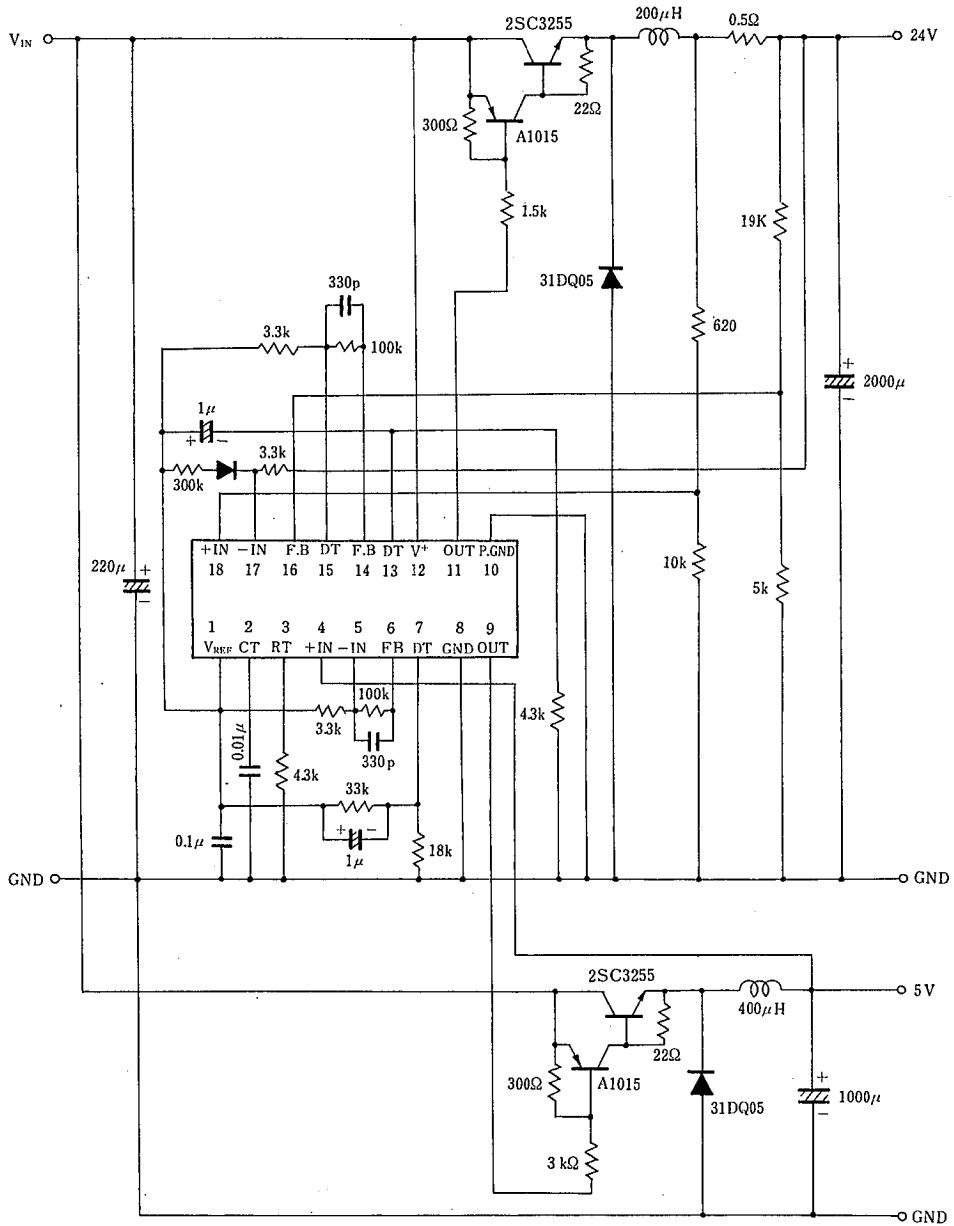 2SC3255
200μH
0.5Ω
VIN
24V
22Ω
300Ω
A1015
1.5k
19K
31DQ05
330p
3.3k
100k
620
2000μ
+
−
1μ
+ −
3.3k
300k
+IN −IN F.B DT F.B DT V+ OUT P.GND
18 17 16 15 14 13 12 11 10
220μ
+
−
10k
5k
1 2 3 4 5 6 7 8 9
VREF CT RT +IN −IN FB DT GND OUT
100k
3.3k
4.3k
0.01μ
330p
4.3k
33k
+ −
0.1μ
1μ
18k
GND
GND
2SC3255
5V
400μH
22Ω
300Ω
A1015
31DQ05
+
1000μ
−
3kΩ
GND